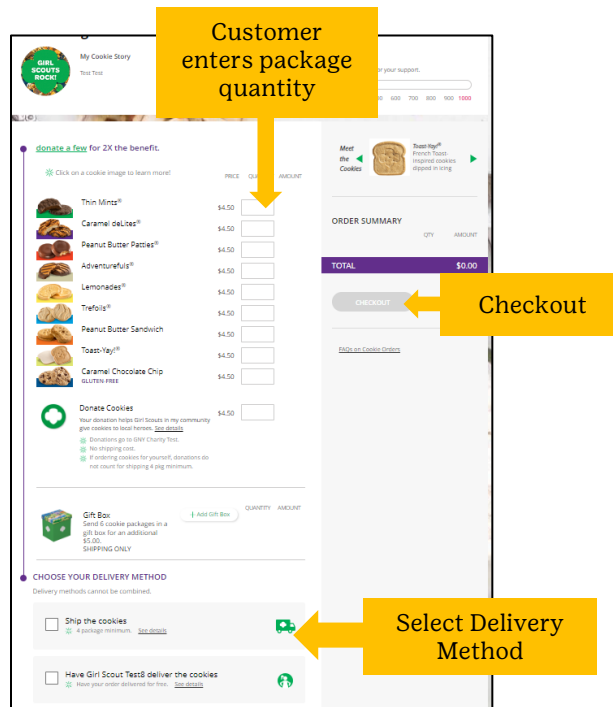 Customer
enters package
quantity
GIRL
SCOUTS
ROCK!
My Cookie Story
Test Test
or your support.
600 700 800 900 1000
donate a few for 2X the benefit.
Click on a cookie image to learn more!
PRICE AMOUNT
Thin Mints® $4.50
Caramel deLites® $4.50
Peanut Butter Patties® $4.50
Adventurefuls® $4.50
Lemonades® $4.50
Trefoils® $4.50
Peanut Butter Sandwich $4.50
Toast-Yay!® $4.50
Caramel Chocolate Chip $4.50
GLUTEN-FREE
Donate Cookies $4.50
Your donation helps Girl Scouts in my community
give cookies to local heroes. See details
Donations go to GNY Charity Test.
No shipping cost.
If ordering cookies for yourself, donations do
not count for shipping 4 pkg minimum.
Gift Box
Send 6 cookie packages in a
gift box for an additional
$5.00.
SHIPPING ONLY
+ Add Gift Box
QUANTITY AMOUNT
CHOOSE YOUR DELIVERY METHOD
Delivery methods cannot be combined.
Ship the cookies
4 package minimum. See details
Have Girl Scout Test8 deliver the cookies
Have your order delivered for free. See details
Meet
the
Cookies
Toast-Yay!®
French Toast-
inspired cookies
dipped in icing
ORDER SUMMARY
QTY AMOUNT
TOTAL $0.00
CHECKOUT
Checkout
FAQs on Cookie Orders
Select Delivery
Method